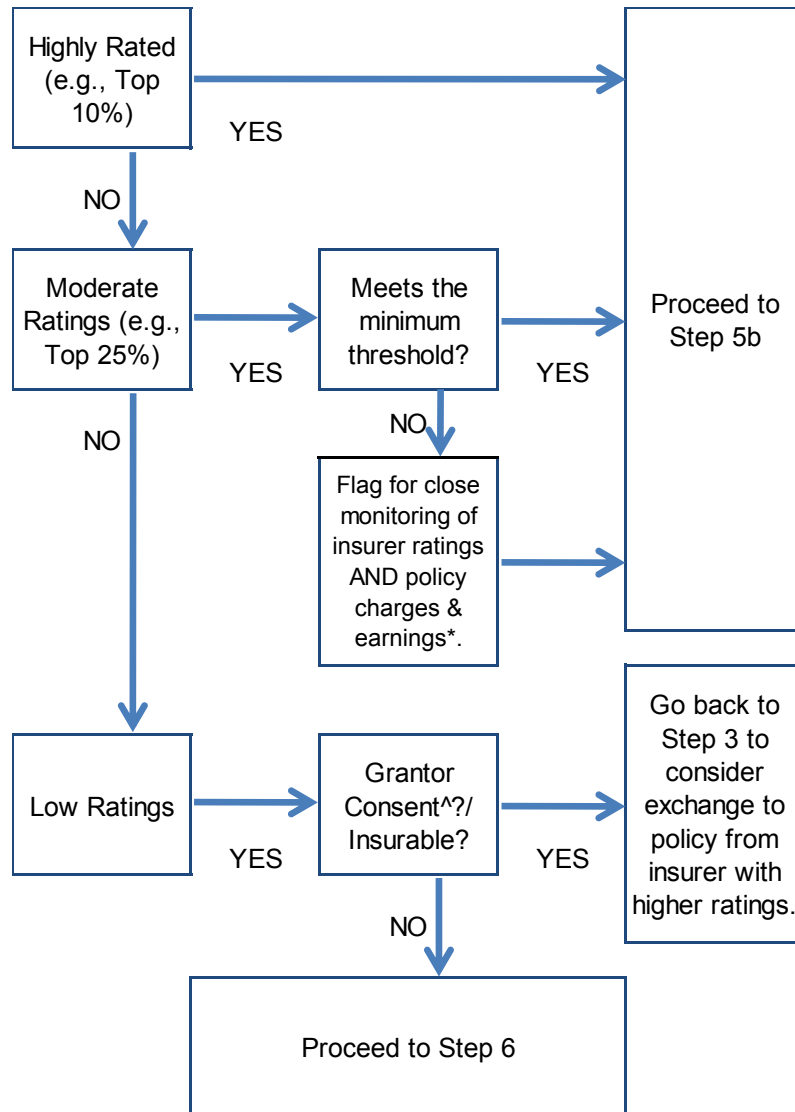 Highly Rated
(e.g., Top
10%)
YES
NO
Moderate
Ratings (e.g.,
Top 25%)
YES
Meets the
minimum
threshold?
YES
Proceed to
Step 5b
NO
NO
Flag for close
monitoring of
insurer ratings
AND policy
charges &
earnings*.
Low Ratings
YES
Grantor
Consent^?/
Insurable?
YES
Go back to
Step 3 to
consider
exchange to
policy from
insurer with
higher ratings.
NO
Proceed to Step 6